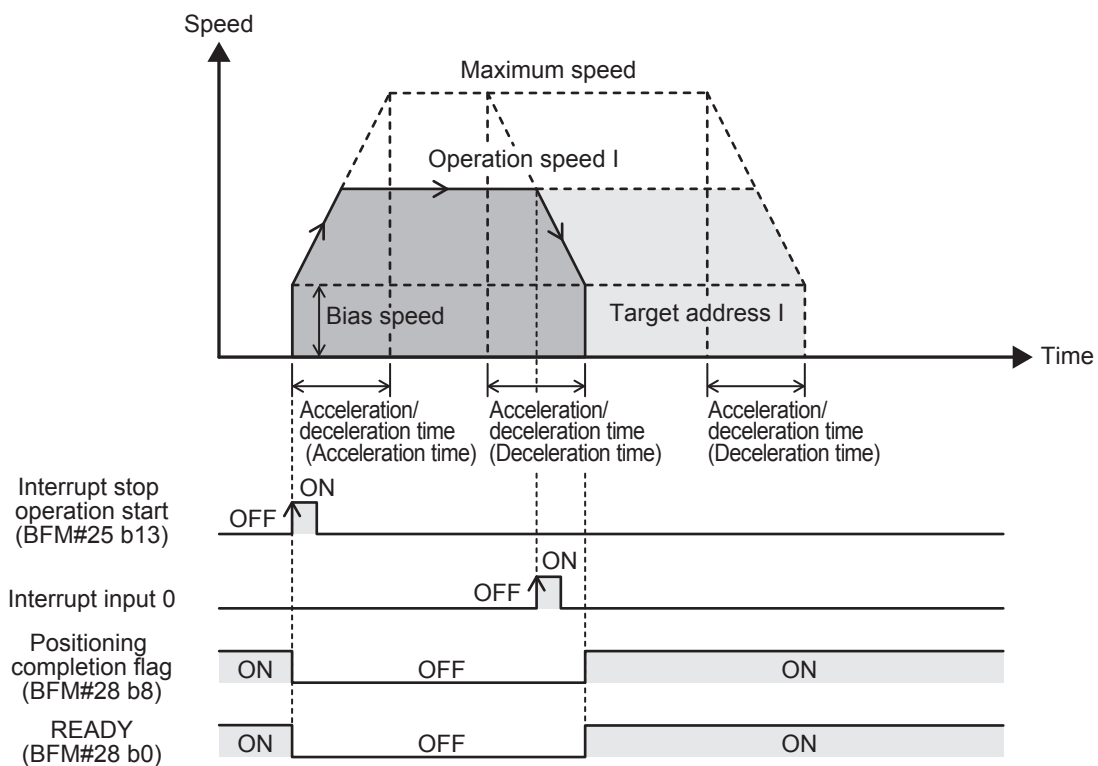 Speed
Maximum speed
Operation speed I
Bias speed
Target address I
Time
Acceleration/
deceleration time
(Acceleration time)
Acceleration/
deceleration time
(Deceleration time)
Acceleration/
deceleration time
(Deceleration time)
Interrupt stop
operation start
(BFM#25 b13)
OFF
ON
Interrupt input 0
OFF
ON
Positioning
completion flag
(BFM#28 b8)
ON
OFF
ON
READY
(BFM#28 b0)
ON
OFF
ON